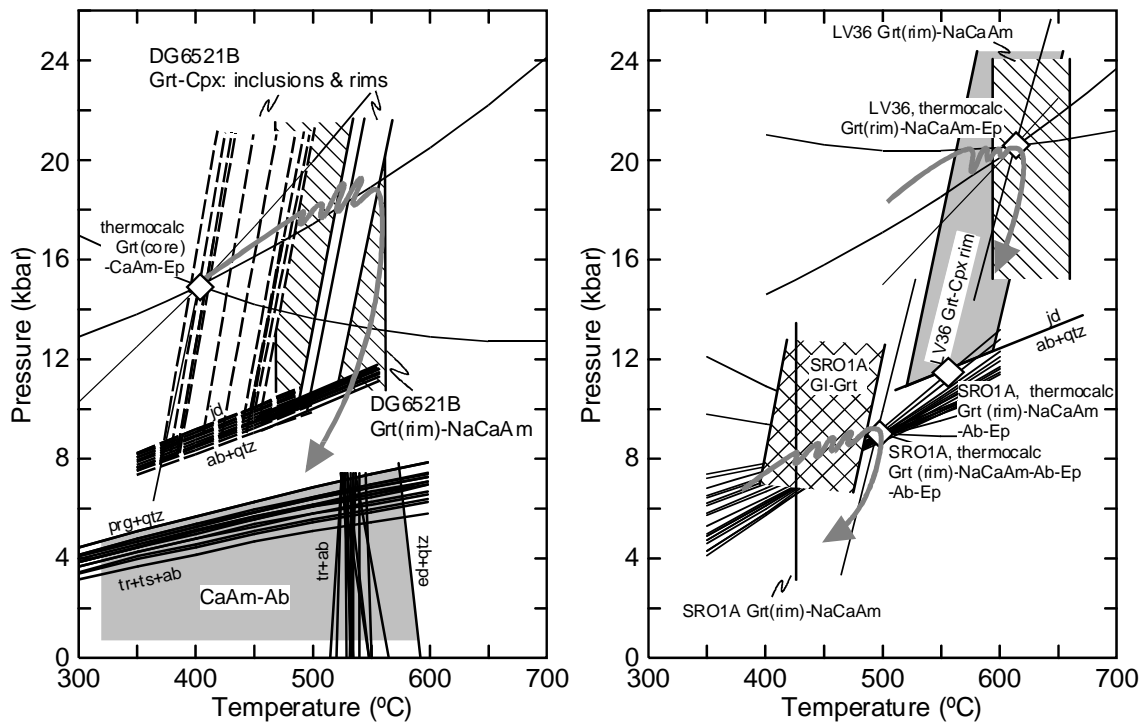 24
20
16
12
8
4
0
Pressure (kbar)
300
400
500
600
700
Temperature (ºC)
DG6521B
Grt-Cpx: inclusions & rims
thermocalc
Grt(core)
-CaAm-Ep
jd
ab+qtz
DG6521B
Grt(rim)-NaCaAm
prg+qtz
tr+ts+ab
CaAm-Ab
tr+ab
ed+qtz
24
20
16
12
8
4
0
Pressure (kbar)
300
400
500
600
700
Temperature (ºC)
LV36 Grt(rim)-NaCaAm
LV36, thermocalc
Grt(rim)-NaCaAm-Ep
LV36 Grt-Cpx rim
jd
ab+qtz
SRO1A
Gl-Grt
SRO1A, thermocalc
Grt (rim)-NaCaAm
-Ab-Ep
SRO1A, thermocalc
Grt (rim)-NaCaAm-Ab-Ep
-Ab-Ep
SRO1A Grt(rim)-NaCaAm